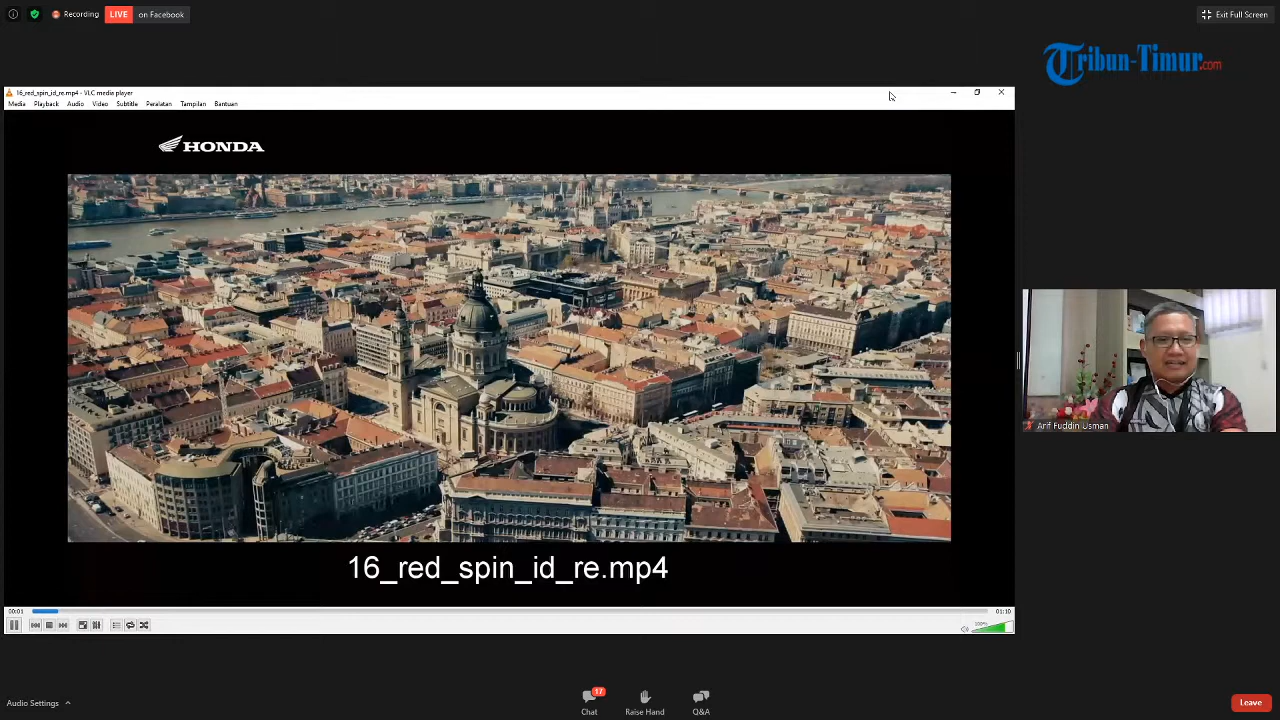 Recording
LIVE
on Facebook
Exit Full Screen
Tribun-Timur.com
16_red_spin_id_re.mp4 - VLC media player
Media Playback Audio Video Subtitle Peralatan Tampilan Bantuan
HONDA
16_red_spin_id_re.mp4
00:01
01:10
100%
Arif Fuddin Usman
Audio Settings
17
Chat
Raise Hand
Q&A
Leave